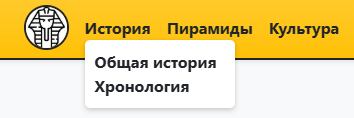 История Пирамиды Культура
Общая история
Хронология